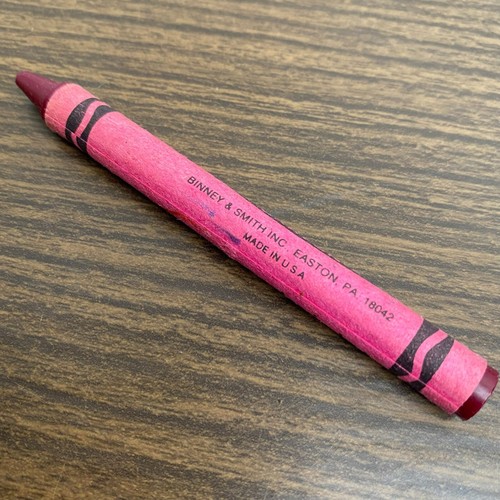 BINNEY & SMITH INC. EASTON, PA. 18042
MADE IN U S A